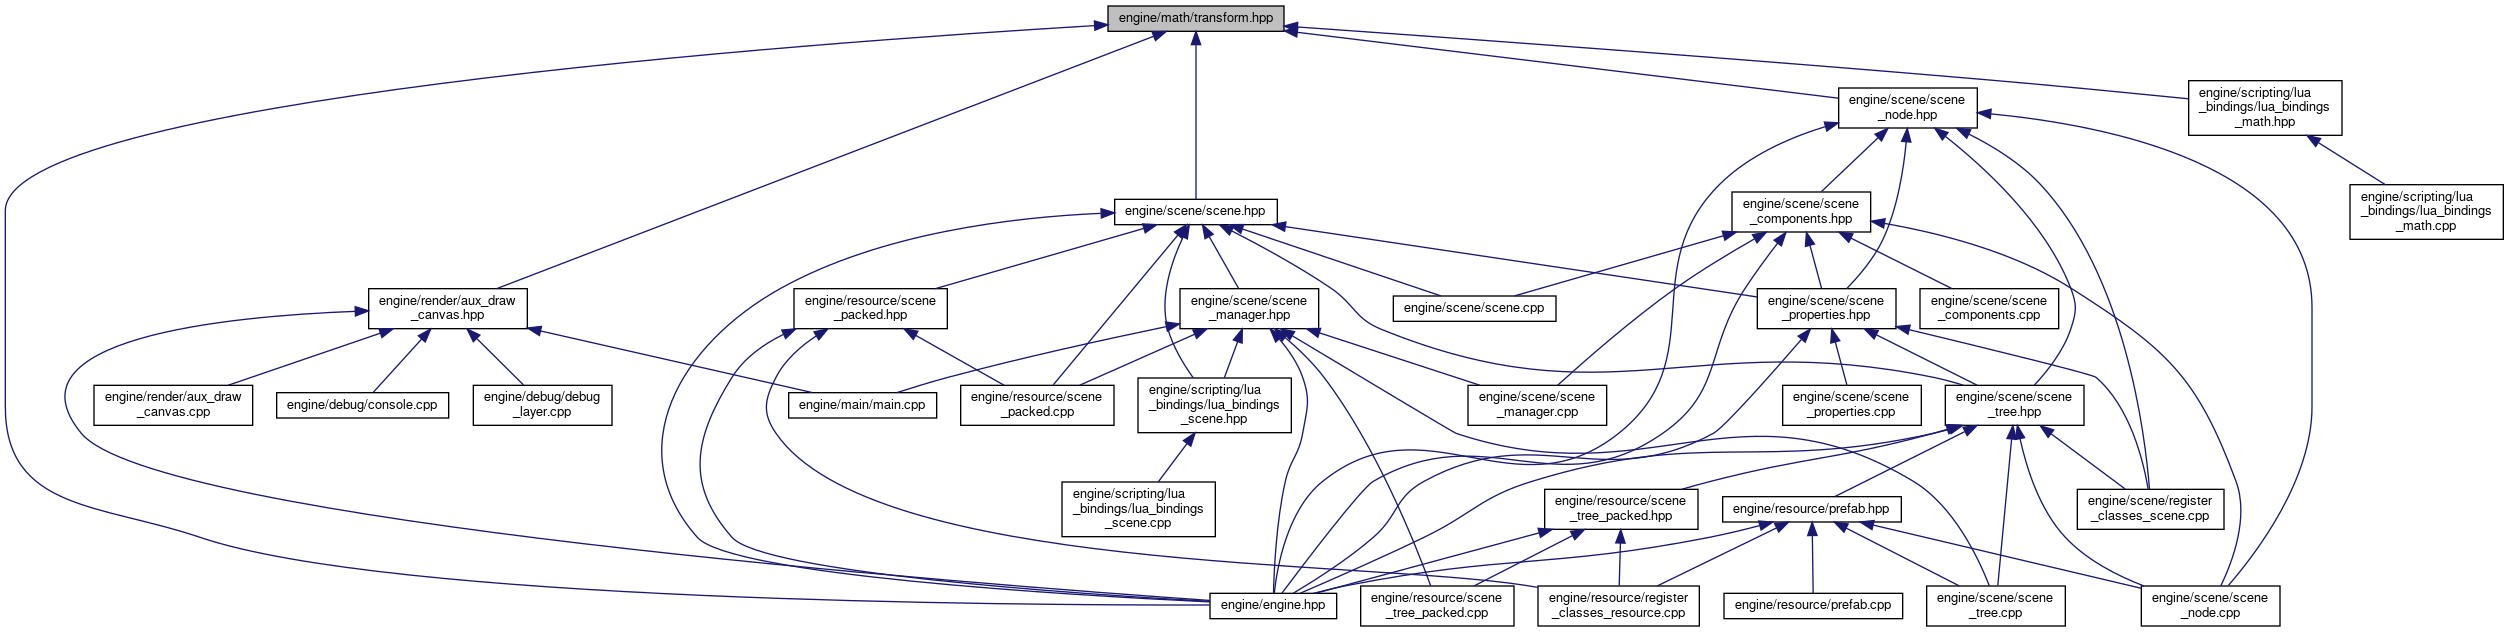 engine/math/transform.hpp
engine/scripting/lua
_bindings/lua_bindings
_math.hpp
engine/scene/scene
_node.hpp
engine/scripting/lua
_bindings/lua_bindings
_math.cpp
engine/scene/scene
_components.hpp
engine/scene/scene.hpp
engine/render/aux_draw
_canvas.hpp
engine/resource/scene
_packed.hpp
engine/scene/scene
_manager.hpp
engine/scene/scene.cpp
engine/scene/scene
_properties.hpp
engine/scene/scene
_components.cpp
engine/render/aux_draw
_canvas.cpp
engine/debug/console.cpp
engine/debug/debug
_layer.cpp
engine/main/main.cpp
engine/resource/scene
_packed.cpp
engine/scripting/lua
_bindings/lua_bindings
_scene.hpp
engine/scene/scene
_manager.cpp
engine/scene/scene
_properties.cpp
engine/scene/scene
_tree.hpp
engine/scripting/lua
_bindings/lua_bindings
_scene.cpp
engine/resource/scene
_tree_packed.hpp
engine/resource/prefab.hpp
engine/scene/register
_classes_scene.cpp
engine/engine.hpp
engine/resource/scene
_tree_packed.cpp
engine/resource/register
_classes_resource.cpp
engine/resource/prefab.cpp
engine/scene/scene
_tree.cpp
engine/scene/scene
_node.cpp